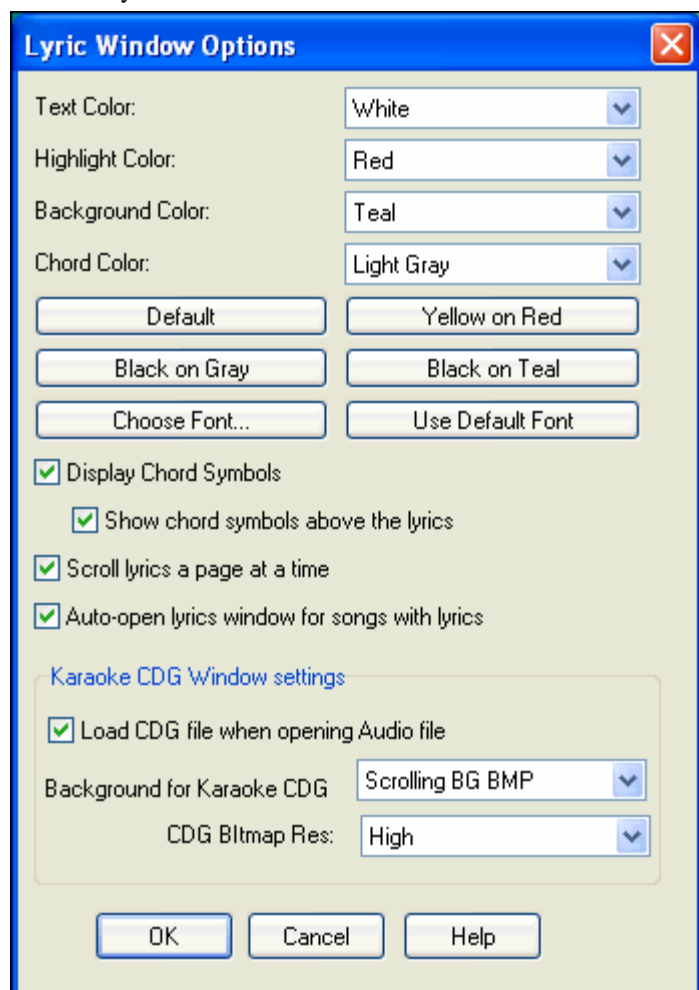 Lyric Window Options
Text Color: White
Highlight Color: Red
Background Color: Teal
Chord Color: Light Gray
Default Yellow on Red
Black on Gray Black on Teal
Choose Font... Use Default Font
Display Chord Symbols
Show chord symbols above the lyrics
Scroll lyrics a page at a time
Auto-open lyrics window for songs with lyrics
Karaoke CDG Window settings
Load CDG file when opening Audio file
Background for Karaoke CDG Scrolling BG BMP
CDG BItmap Res: High
OK Cancel Help